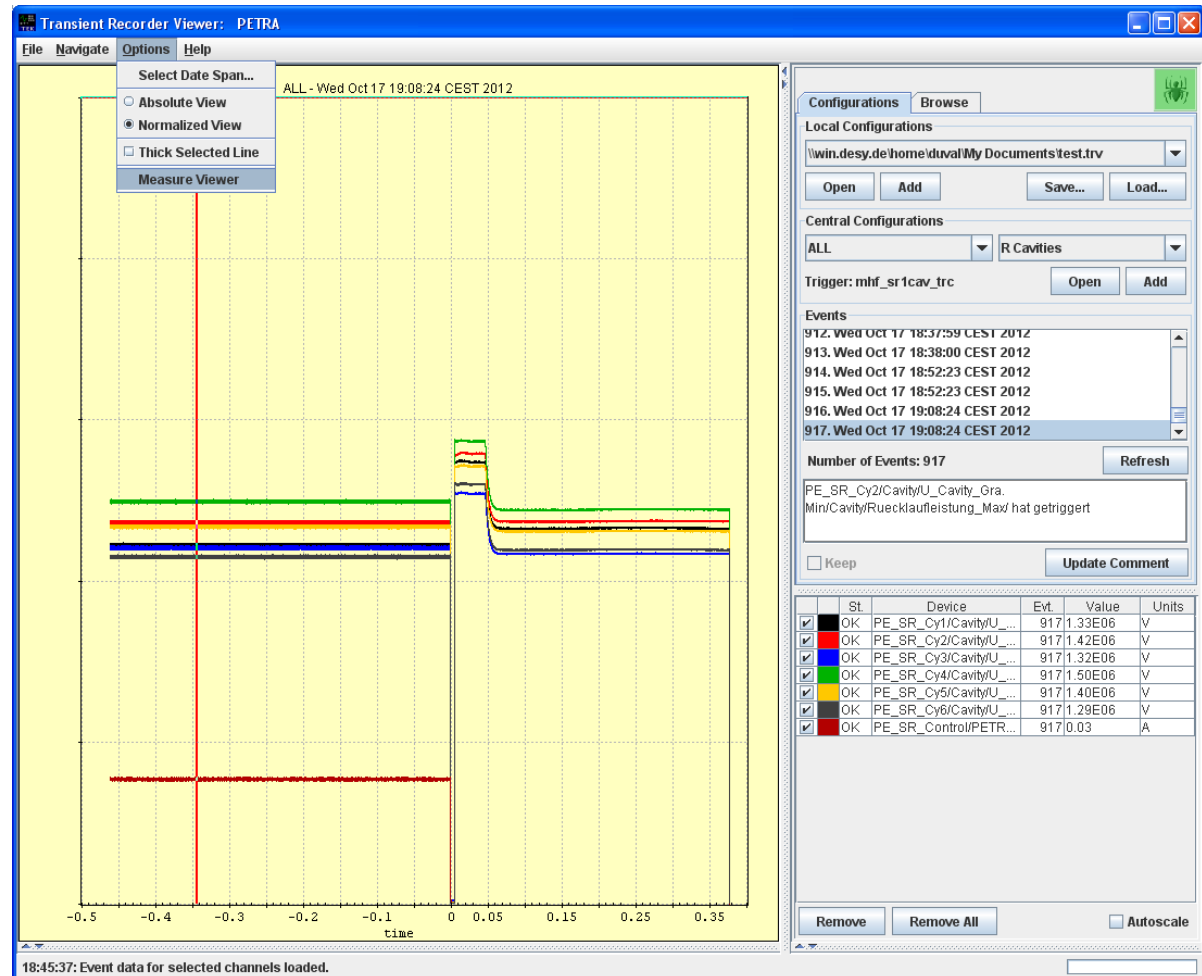 Transient Recorder Viewer: PETRA
File Navigate Options Help
Select Date Span...
Absolute View
Normalized View
Thick Selected Line
Measure Viewer
ALL - Wed Oct 17 19:08:24 CEST 2012
-0.5 -0.4 -0.3 -0.2 -0.1 0 0.05 0.15 0.25 0.35
time
Configurations Browse
Local Configurations
\\win.desy.de\home\duval\My Documents\test.trv
Open Add Save... Load...
Central Configurations
ALL R Cavities
Trigger: mhf_sr1cav_trc Open Add
Events
912. Wed Oct 17 18:37:59 CEST 2012
913. Wed Oct 17 18:38:00 CEST 2012
914. Wed Oct 17 18:52:23 CEST 2012
915. Wed Oct 17 18:52:23 CEST 2012
916. Wed Oct 17 19:08:24 CEST 2012
917. Wed Oct 17 19:08:24 CEST 2012
Number of Events: 917 Refresh
PE_SR_Cy2/Cavity/U_Cavity_Gra.
Min/Cavity/Ruecklaufleistung_Max/ hat getriggert
Keep Update Comment
St. Device Evt. Value Units
OK PE_SR_Cy1/Cavity/U_... 917 1.33E06 V
OK PE_SR_Cy2/Cavity/U_... 917 1.42E06 V
OK PE_SR_Cy3/Cavity/U_... 917 1.32E06 V
OK PE_SR_Cy4/Cavity/U_... 917 1.50E06 V
OK PE_SR_Cy5/Cavity/U_... 917 1.40E06 V
OK PE_SR_Cy6/Cavity/U_... 917 1.29E06 V
OK PE_SR_Control/PETR... 917 0.03 A
Remove Remove All Autoscale
18:45:37: Event data for selected channels loaded.